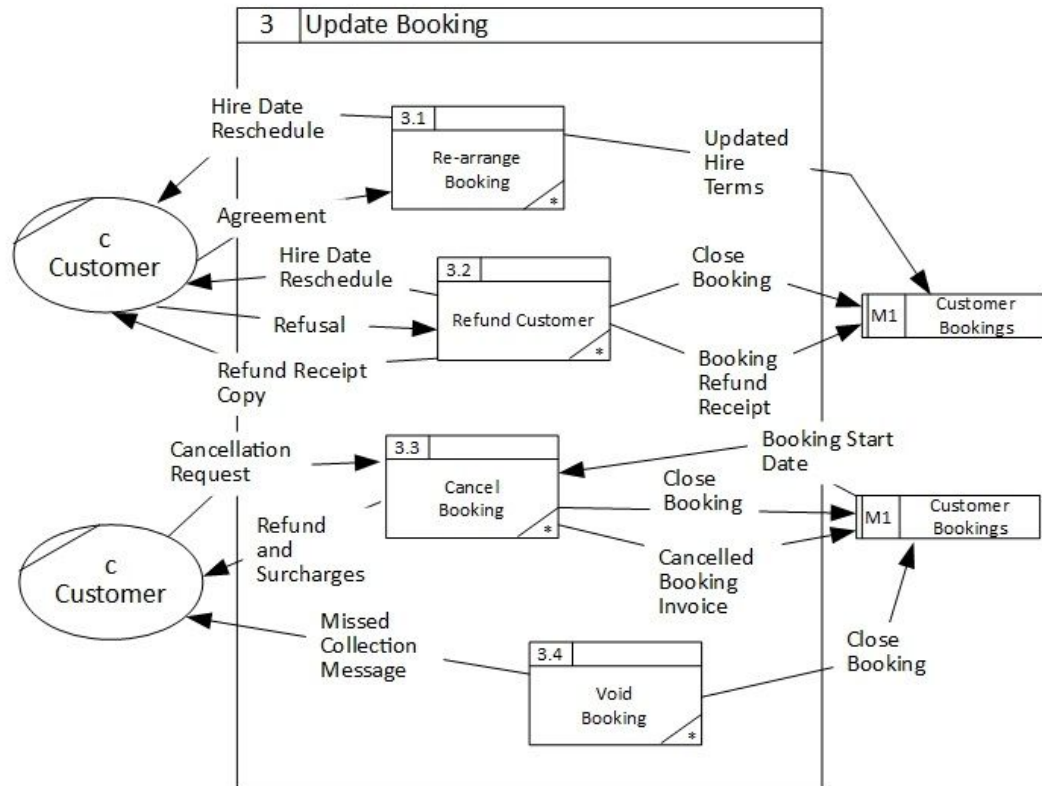 3 Update Booking
Hire Date
Reschedule
3.1
Re-arrange
Booking
*
Updated
Hire
Terms
Agreement
c
Customer
Hire Date
Reschedule
3.2
Refund Customer
*
Close
Booking
Refusal
M1
Customer
Bookings
Refund Receipt
Copy
Booking
Refund
Receipt
Cancellation
Request
3.3
Cancel
Booking
*
Booking Start
Date
Close
Booking
M1
Customer
Bookings
Refund
and
Surcharges
c
Customer
Cancelled
Booking
Invoice
Missed
Collection
Message
3.4
Void
Booking
*
Close
Booking